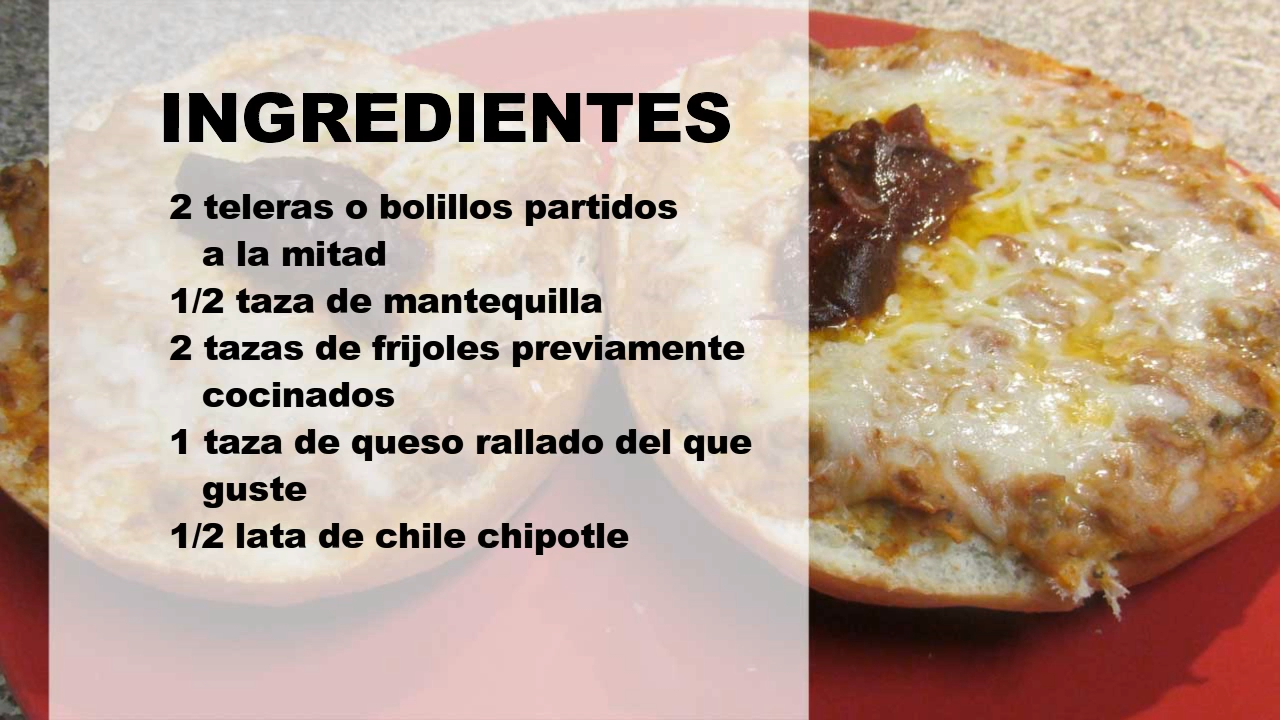 INGREDIENTES
2 teleras o bolillos partidos
a la mitad
1/2 taza de mantequilla
2 tazas de frijoles previamente
cocinados
1 taza de queso rallado del que
guste
1/2 lata de chile chipotle